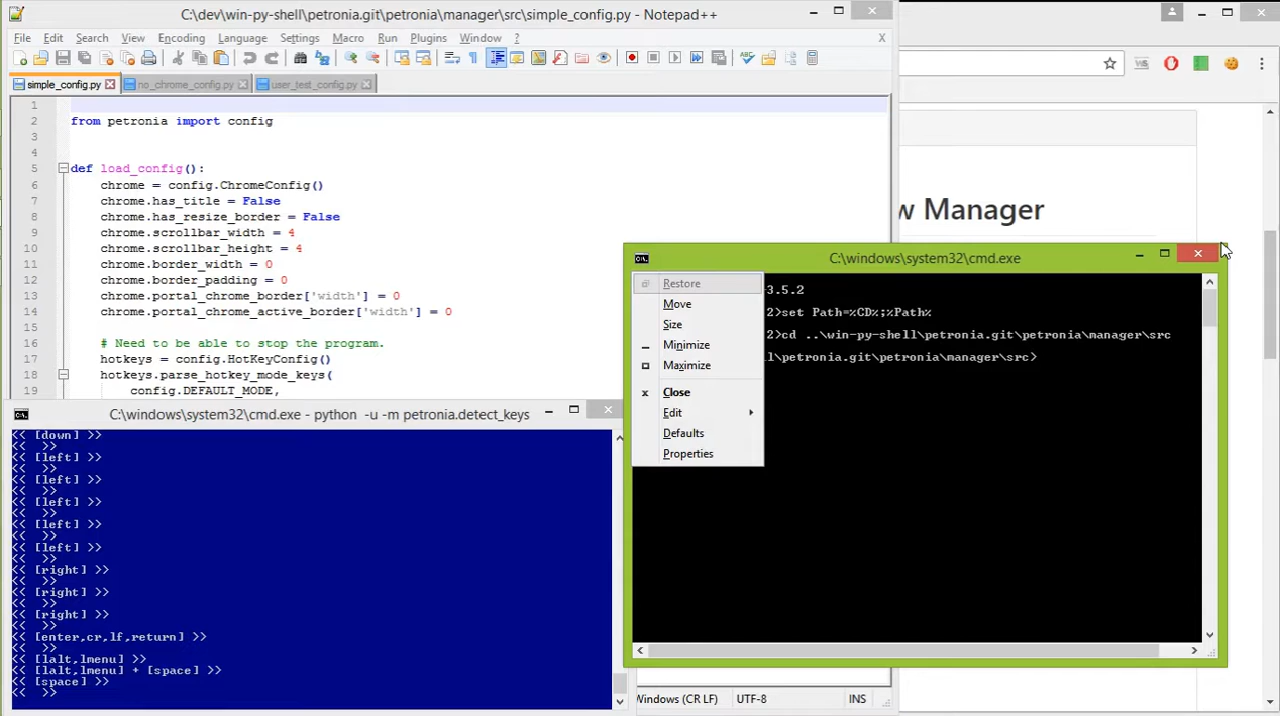 C:\dev\win-py-shell\petronia.git\petronia\manager\src\simple_config.py - Notepad++
File Edit Search View Encoding Language Settings Macro Run Plugins Window ? X
simple_config.py no_chrome_config.py user_test_config.py
1
2 from petronia import config
3
4
5 def load_config():
6 chrome = config.ChromeConfig()
7 chrome.has_title = False
8 chrome.has_resize_border = False
9 chrome.scrollbar_width = 4
10 chrome.scrollbar_height = 4
11 chrome.border_width = 0
12 chrome.border_padding = 0
13 chrome.portal_chrome_border['width'] = 0
14 chrome.portal_chrome_active_border['width'] = 0
15
16 # Need to be able to stop the program.
17 hotkeys = config.HotKeyConfig()
18 hotkeys.parse_hotkey_mode_keys(
19 config.DEFAULT_MODE,
w Manager
C:\windows\system32\cmd.exe
Restore
Move
Size
Minimize
Maximize
Close
Edit
Defaults
Properties
3.5.2
2>set Path=%CD%;%Path%
2>cd ..\win-py-shell\petronia.git\petronia\manager\src
l\petronia.git\petronia\manager\src>
C:\windows\system32\cmd.exe - python -u -m petronia.detect_keys
<< [down] >>
<< >>
<< [left] >>
<< >>
<< [left] >>
<< >>
<< [left] >>
<< >>
<< [left] >>
<< >>
<< [left] >>
<< >>
<< [right] >>
<< >>
<< [right] >>
<< >>
<< [right] >>
<< >>
<< [enter,cr,lf,return] >>
<< >>
<< [lalt,lmenu] >>
<< [lalt,lmenu] + [space] >>
<< [space] >>
<< >>
Windows (CR LF) UTF-8 INS